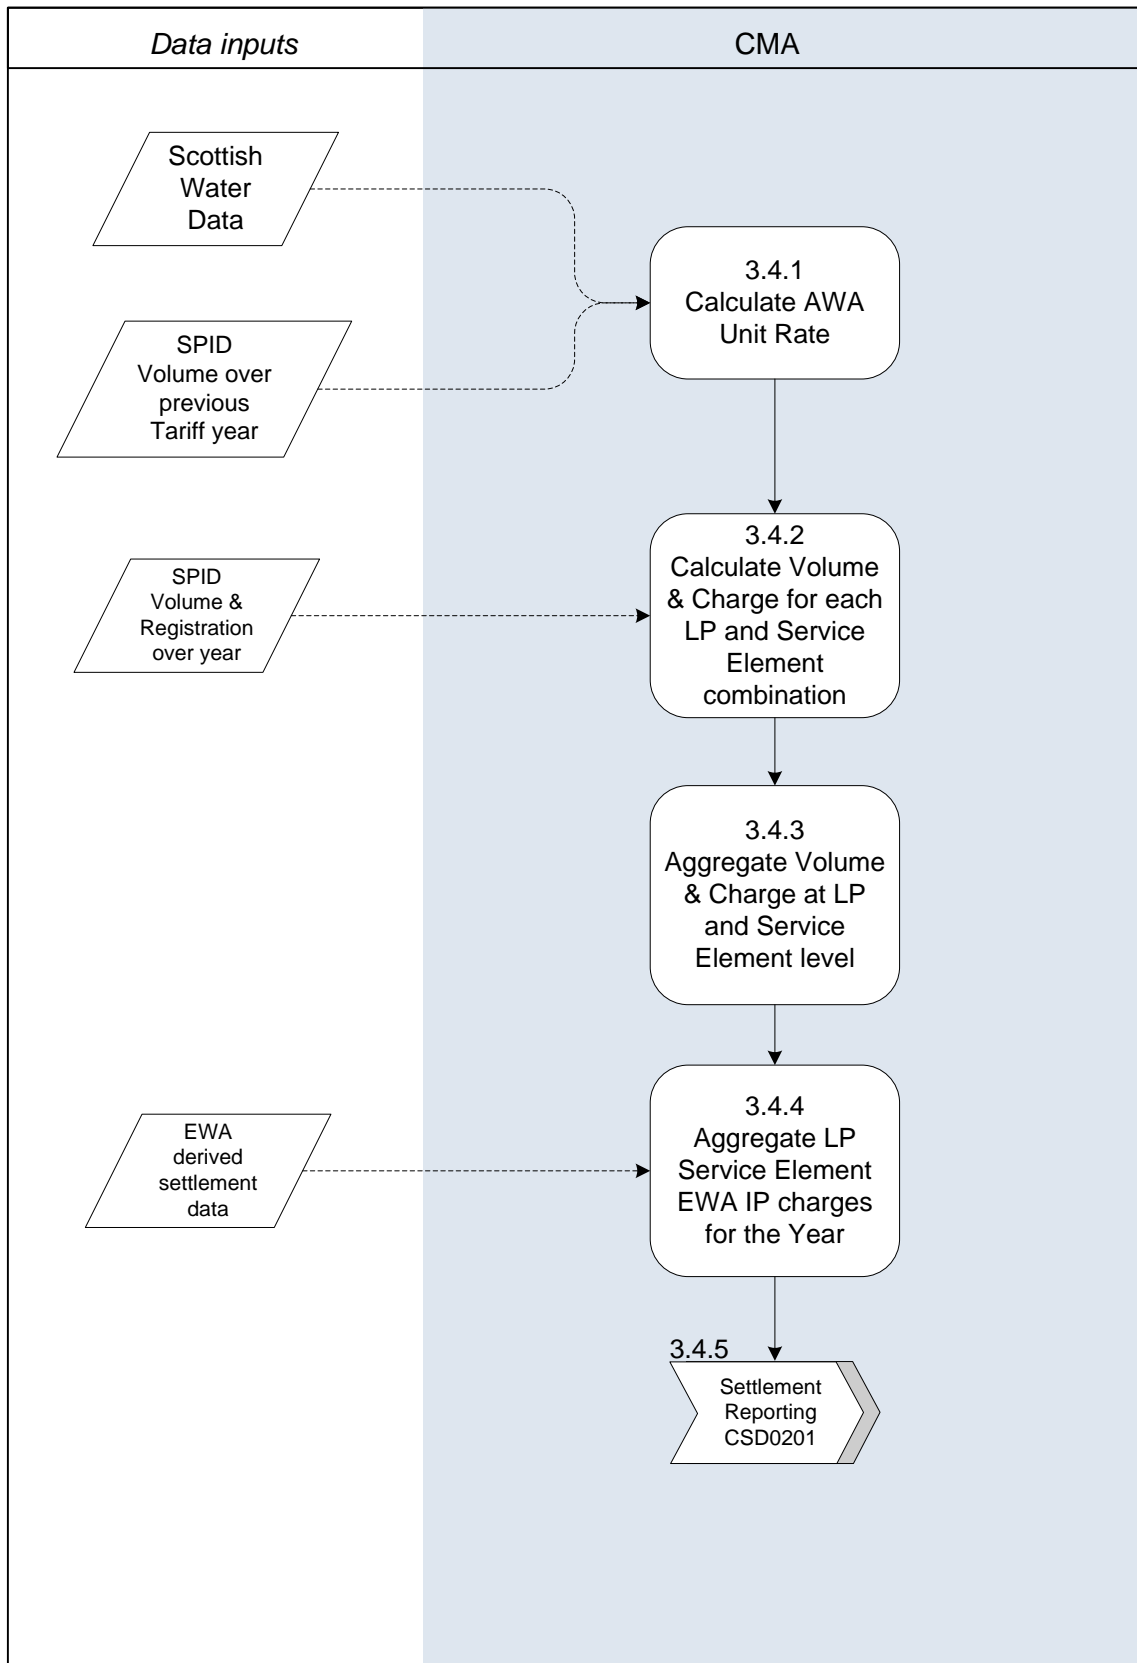 Data inputs
CMA
Scottish
Water
Data
3.4.1
Calculate AWA
Unit Rate
SPID
Volume over
previous
Tariff year
3.4.2
Calculate Volume
& Charge for each
LP and Service
Element
combination
SPID
Volume &
Registration
over year
3.4.3
Aggregate Volume
& Charge at LP
and Service
Element level
3.4.4
Aggregate LP
Service Element
EWA IP charges
for the Year
EWA
derived
settlement
data
3.4.5
Settlement
Reporting
CSD0201